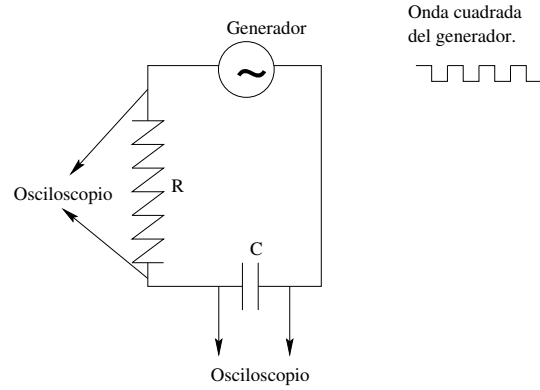 Onda cuadrada
del generador.
Generador
Osciloscopio
R
C
Osciloscopio